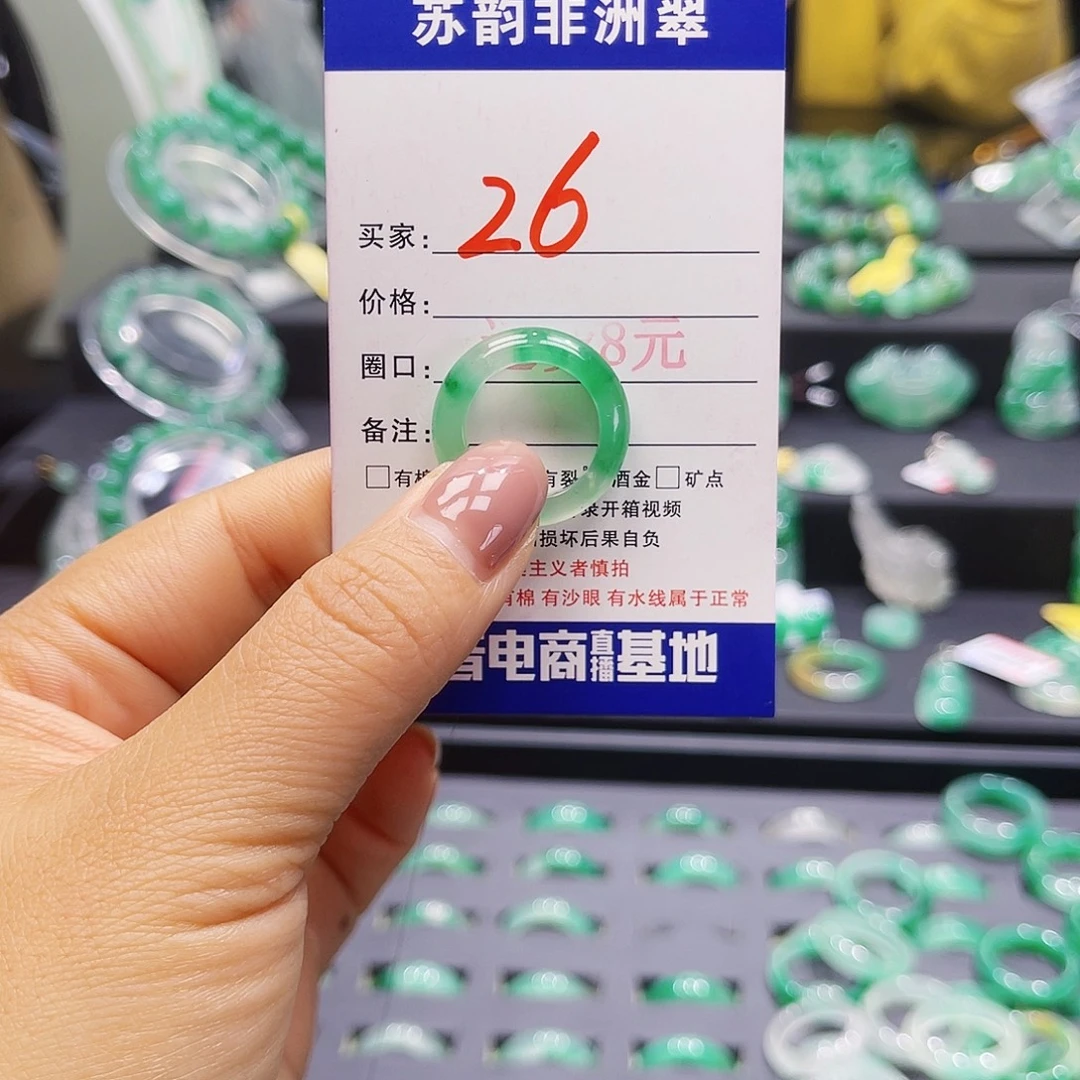 苏韵非洲翠
买家: 26
价格:
8元
圈口:
备注:
□有棉 有裂 洒金□矿点
录开箱视频
损坏后果自负
主义者慎拍
有棉 有沙眼 有水线属于正常
电商直播基地